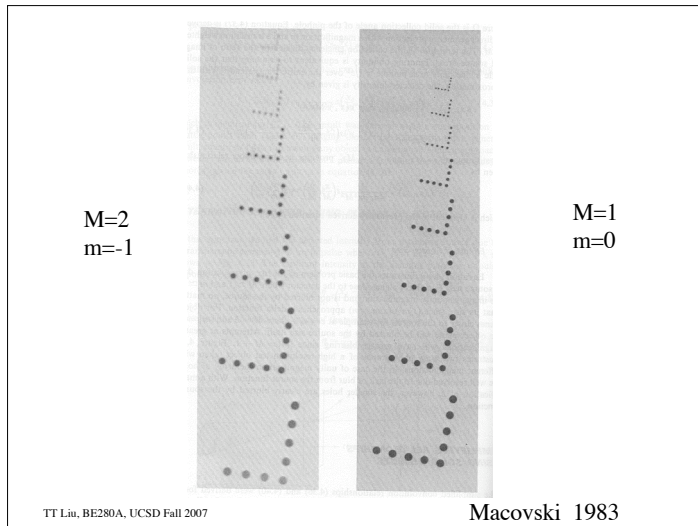 M=2
m=-1
M=1
m=0
TT Liu, BE280A, UCSD Fall 2007
Macovski 1983